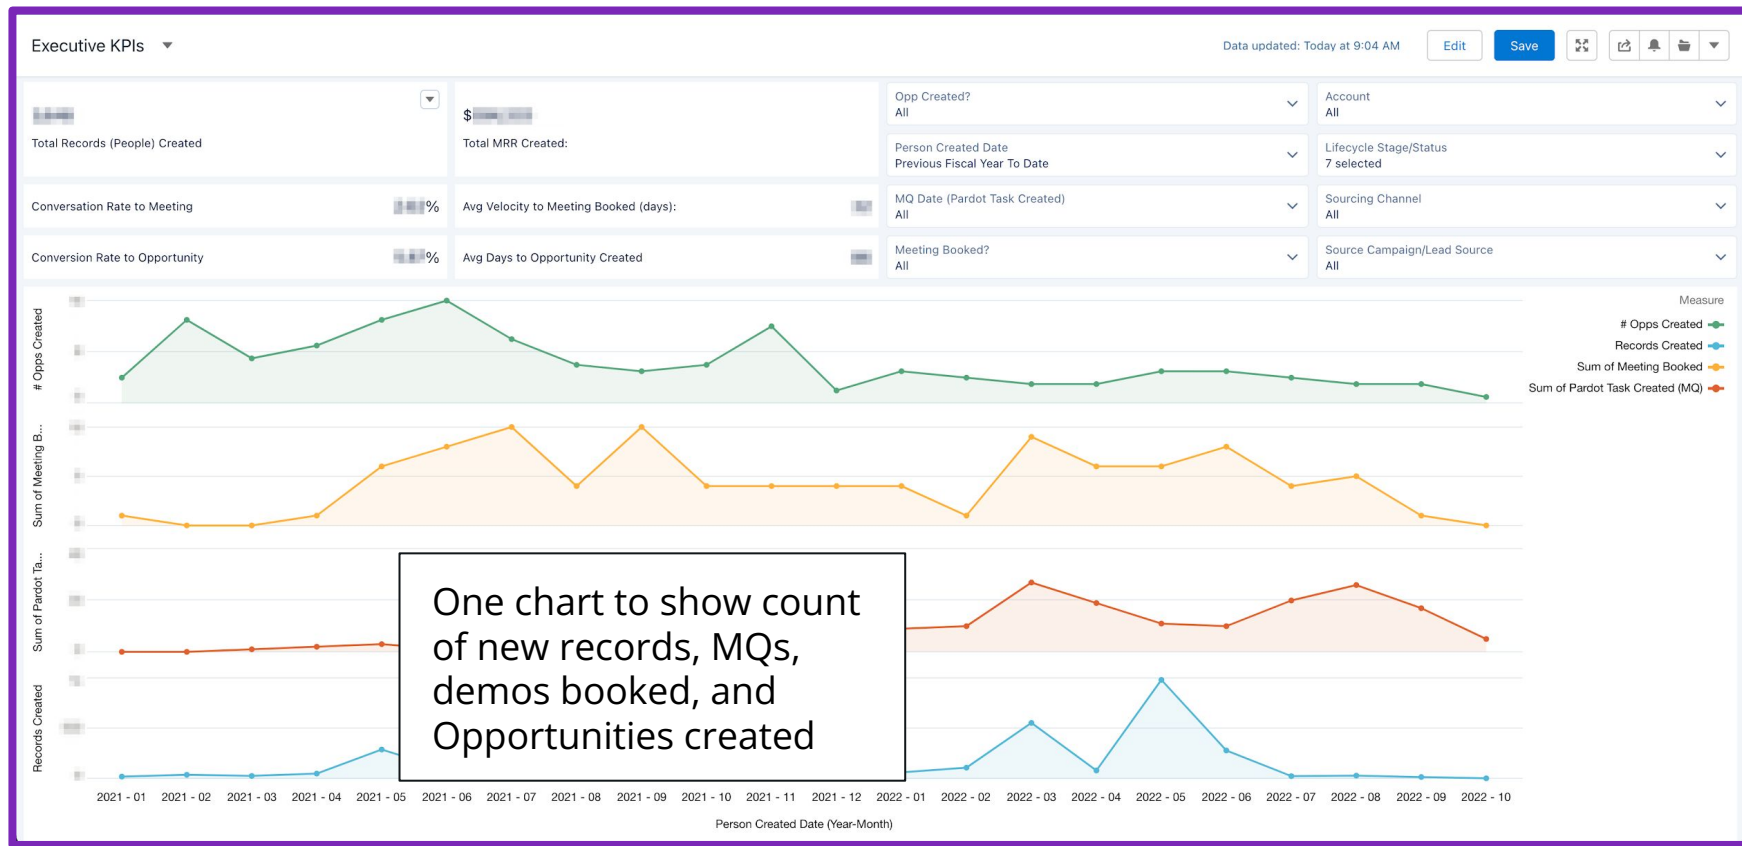 Executive KPIs
Data updated: Today at 9:04 AM
Edit
Save
Total Records (People) Created
$
Total MRR Created:
Conversation Rate to Meeting
%
Avg Velocity to Meeting Booked (days):
Conversion Rate to Opportunity
%
Avg Days to Opportunity Created
Opp Created?
All
Account
All
Person Created Date
Previous Fiscal Year To Date
Lifecycle Stage/Status
7 selected
MQ Date (Pardot Task Created)
All
Sourcing Channel
All
Meeting Booked?
All
Source Campaign/Lead Source
All
# Opps Created
Sum of Meeting B...
Sum of Pardot Ta...
Records Created
Measure
# Opps Created
Records Created
Sum of Meeting Booked
Sum of Pardot Task Created (MQ)
One chart to show count
of new records, MQs,
demos booked, and
Opportunities created
2021 - 01 2021 - 02 2021 - 03 2021 - 04 2021 - 05 2021 - 06 2021 - 07 2021 - 08 2021 - 09 2021 - 10 2021 - 11 2021 - 12 2022 - 01 2022 - 02 2022 - 03 2022 - 04 2022 - 05 2022 - 06 2022 - 07 2022 - 08 2022 - 09 2022 - 10
Person Created Date (Year-Month)